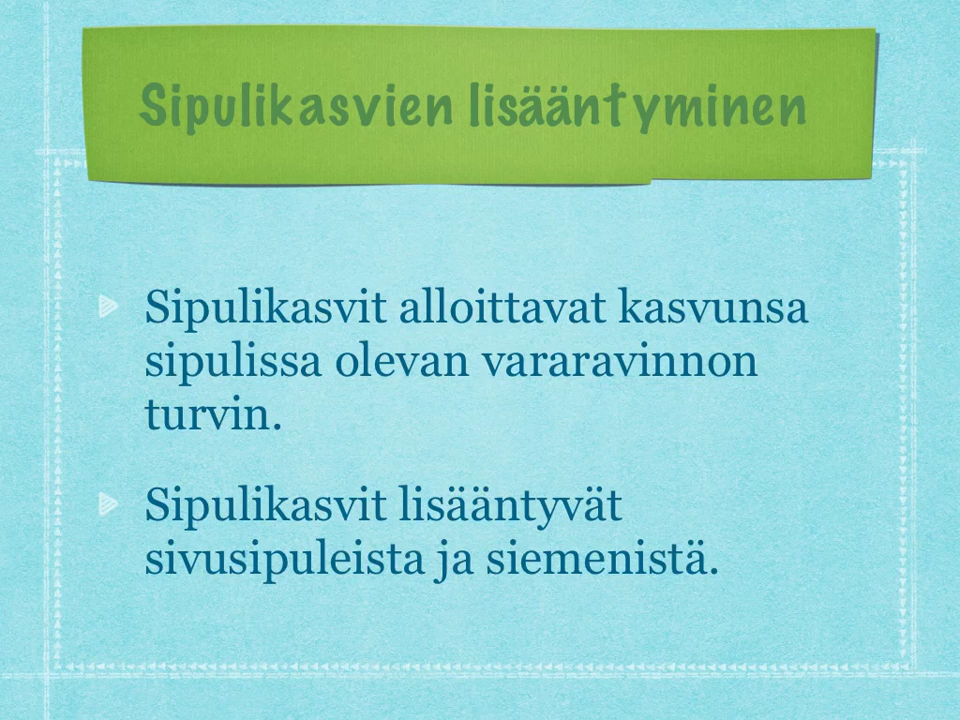 Sipulikasvien lisääntyminen
Sipulikasvit alloittavat kasvunsa
sipulissa olevan vararavinnon
turvin.
Sipulikasvit lisääntyvät
sivusipuleista ja siemenistä.